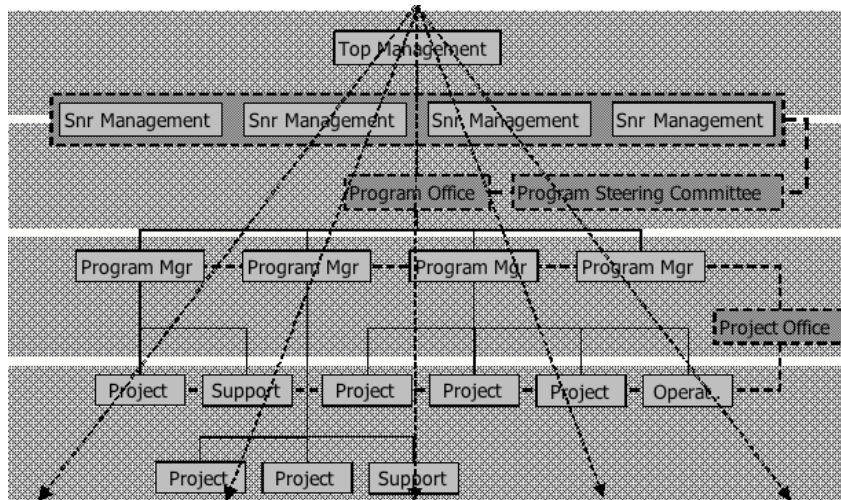 Top Management
Snr Management Snr Management Snr Management Snr Management
Program Office Program Steering Committee
Program Mgr Program Mgr Program Mgr Program Mgr
Project Office
Project Support Project Project Project Operat.
Project Project Support